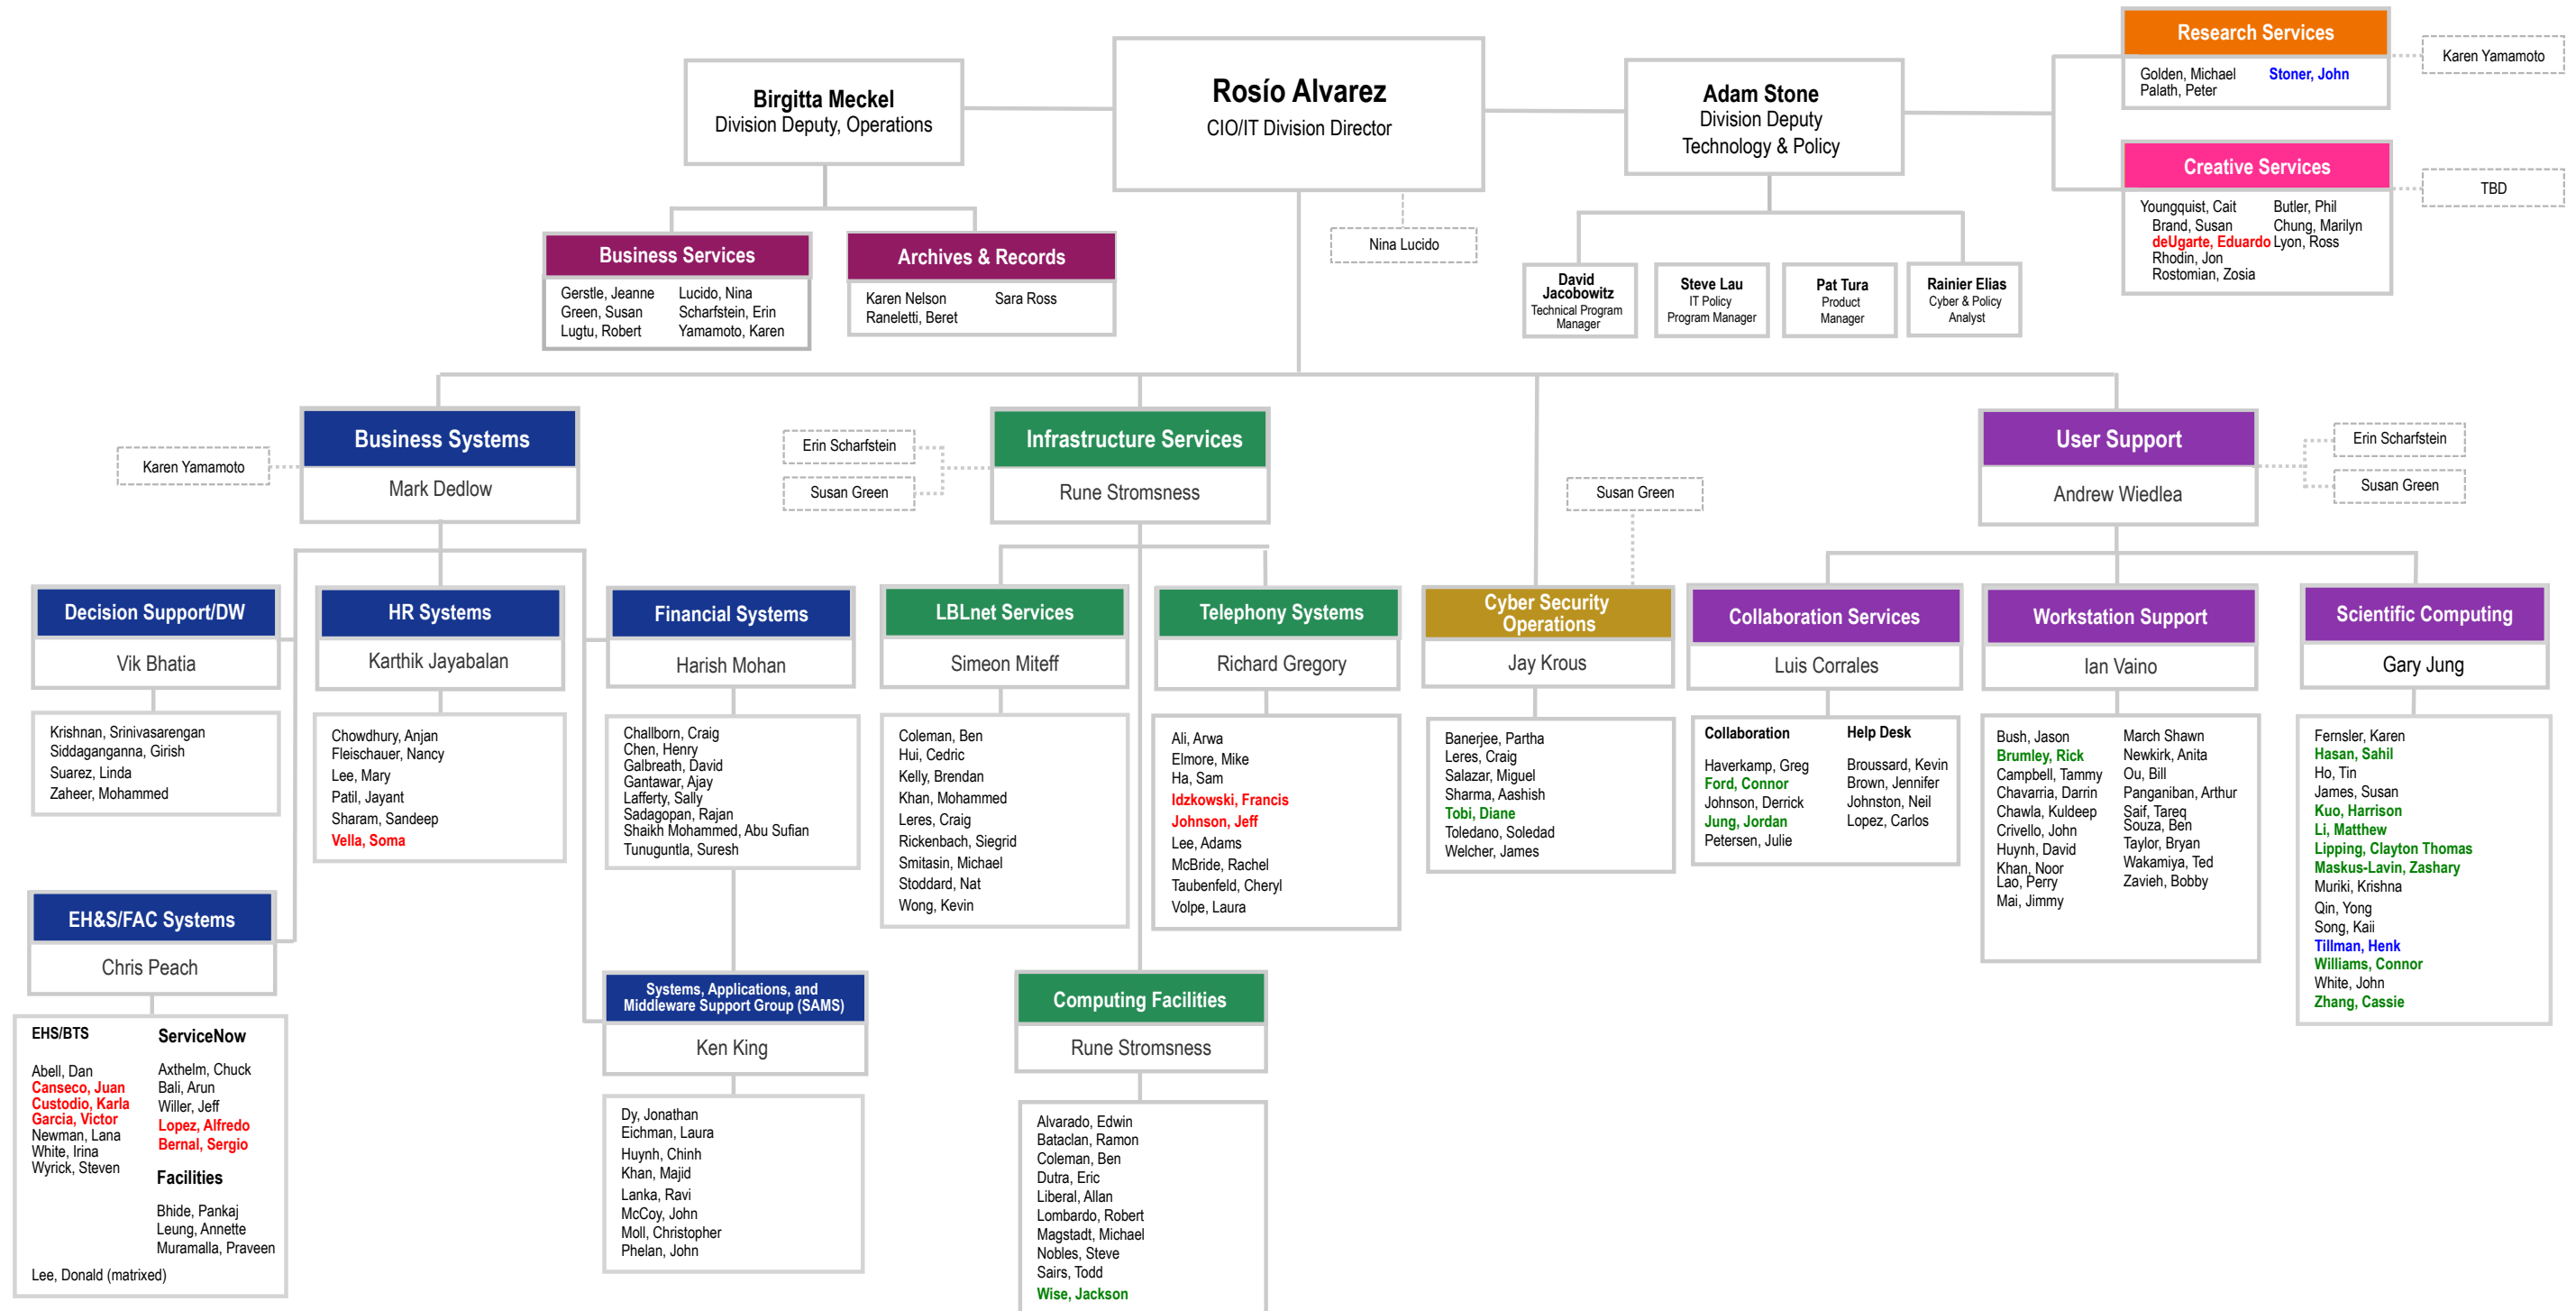 Research Services
Karen Yamamoto
Golden, Michael
Stoner, John
Palath, Peter
Birgitta Meckel
Division Deputy, Operations
Rosío Alvarez
CIO/IT Division Director
Adam Stone
Division Deputy
Technology & Policy
Creative Services
TBD
Youngquist, Cait
Butler, Phil
Brand, Susan
Chung, Marilyn
deUgarte, Eduardo
Lyon, Ross
Rhodin, Jon
Rostomian, Zosia
Nina Lucido
Business Services
Gerstle, Jeanne
Lucido, Nina
Green, Susan
Scharfstein, Erin
Lugtu, Robert
Yamamoto, Karen
Archives & Records
Karen Nelson
Sara Ross
Raneletti, Beret
David
Jacobowitz
Technical Program
Manager
Steve Lau
IT Policy
Program Manager
Pat Tura
Product
Manager
Rainier Elias
Cyber & Policy
Analyst
Karen Yamamoto
Business Systems
Mark Dedlow
Erin Scharfstein
Susan Green
Infrastructure Services
Rune Stromsness
Susan Green
User Support
Andrew Wiedlea
Erin Scharfstein
Susan Green
Decision Support/DW
Vik Bhatia
Krishnan, Srinivasarengan
Siddaganganna, Girish
Suarez, Linda
Zaheer, Mohammed
HR Systems
Karthik Jayabalan
Chowdhury, Anjan
Fleischauer, Nancy
Lee, Mary
Patil, Jayant
Sharam, Sandeep
Vella, Soma
Financial Systems
Harish Mohan
Challborn, Craig
Chen, Henry
Galbreath, David
Gantawar, Ajay
Lafferty, Sally
Sadagopan, Rajan
Shaikh Mohammed, Abu Sufian
Tunuguntla, Suresh
LBLnet Services
Simeon Miteff
Coleman, Ben
Hui, Cedric
Kelly, Brendan
Khan, Mohammed
Leres, Craig
Rickenbach, Siegrid
Smitasin, Michael
Stoddard, Nat
Wong, Kevin
Telephony Systems
Richard Gregory
Ali, Arwa
Elmore, Mike
Ha, Sam
Idzkowski, Francis
Johnson, Jeff
Lee, Adams
McBride, Rachel
Taubenfeld, Cheryl
Volpe, Laura
Cyber Security
Operations
Jay Krous
Banerjee, Partha
Leres, Craig
Salazar, Miguel
Sharma, Aashish
Tobi, Diane
Toledano, Soledad
Welcher, James
Collaboration Services
Luis Corrales
Collaboration
Haverkamp, Greg
Ford, Connor
Johnson, Derrick
Jung, Jordan
Petersen, Julie
Help Desk
Broussard, Kevin
Brown, Jennifer
Johnston, Neil
Lopez, Carlos
Workstation Support
Ian Vaino
Bush, Jason
Brumley, Rick
Campbell, Tammy
Chavarria, Darrin
Chawla, Kuldeep
Crivello, John
Huynh, David
Khan, Noor
Lao, Perry
Mai, Jimmy
March Shawn
Newkirk, Anita
Ou, Bill
Panganiban, Arthur
Saif, Tareq
Souza, Ben
Taylor, Bryan
Wakamiya, Ted
Zavieh, Bobby
Scientific Computing
Gary Jung
Fernsler, Karen
Hasan, Sahil
Ho, Tin
James, Susan
Kuo, Harrison
Li, Matthew
Lipping, Clayton Thomas
Maskus-Lavin, Zashary
Muriki, Krishna
Qin, Yong
Song, Kaii
Tillman, Henk
Williams, Connor
White, John
Zhang, Cassie
EH&S/FAC Systems
Chris Peach
EHS/BTS
Abell, Dan
Canseco, Juan
Custodio, Karla
Garcia, Victor
Newman, Lana
White, Irina
Wyrick, Steven
ServiceNow
Axthelm, Chuck
Bali, Arun
Willer, Jeff
Lopez, Alfredo
Bernal, Sergio
Facilities
Bhide, Pankaj
Leung, Annette
Muramalla, Praveen
Lee, Donald (matrixed)
Systems, Applications, and
Middleware Support Group (SAMS)
Ken King
Dy, Jonathan
Eichman, Laura
Huynh, Chinh
Khan, Majid
Lanka, Ravi
McCoy, John
Moll, Christopher
Phelan, John
Computing Facilities
Rune Stromsness
Alvarado, Edwin
Bataclan, Ramon
Coleman, Ben
Dutra, Eric
Liberal, Allan
Lombardo, Robert
Magstadt, Michael
Nobles, Steve
Sairs, Todd
Wise, Jackson